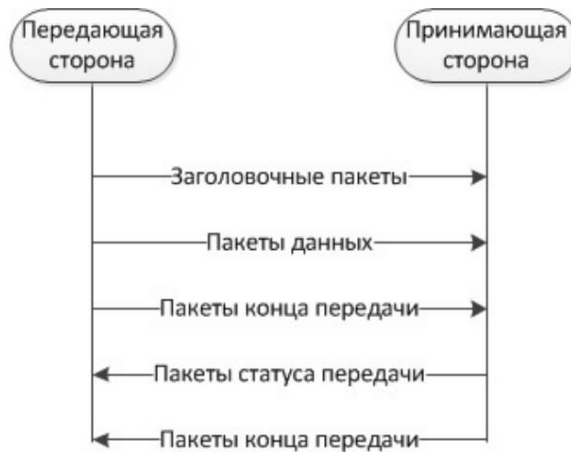 Передающая
сторона
Принимающая
сторона
Заголовочные пакеты
Пакеты данных
Пакеты конца передачи
Пакеты статуса передачи
Пакеты конца передачи